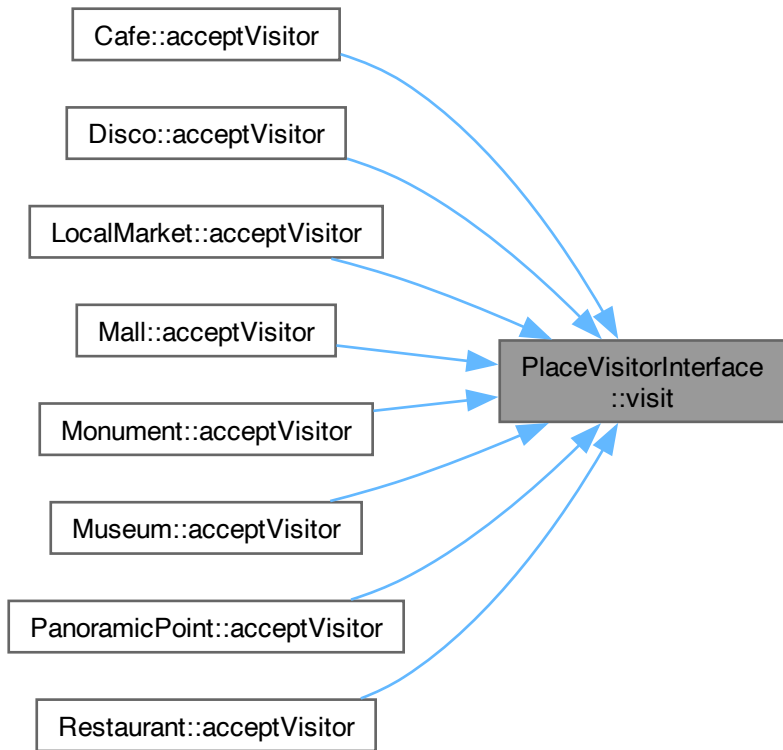 Cafe::acceptVisitor
Disco::acceptVisitor
LocalMarket::acceptVisitor
Mall::acceptVisitor
PlaceVisitorInterface
::visit
Monument::acceptVisitor
Museum::acceptVisitor
PanoramicPoint::acceptVisitor
Restaurant::acceptVisitor